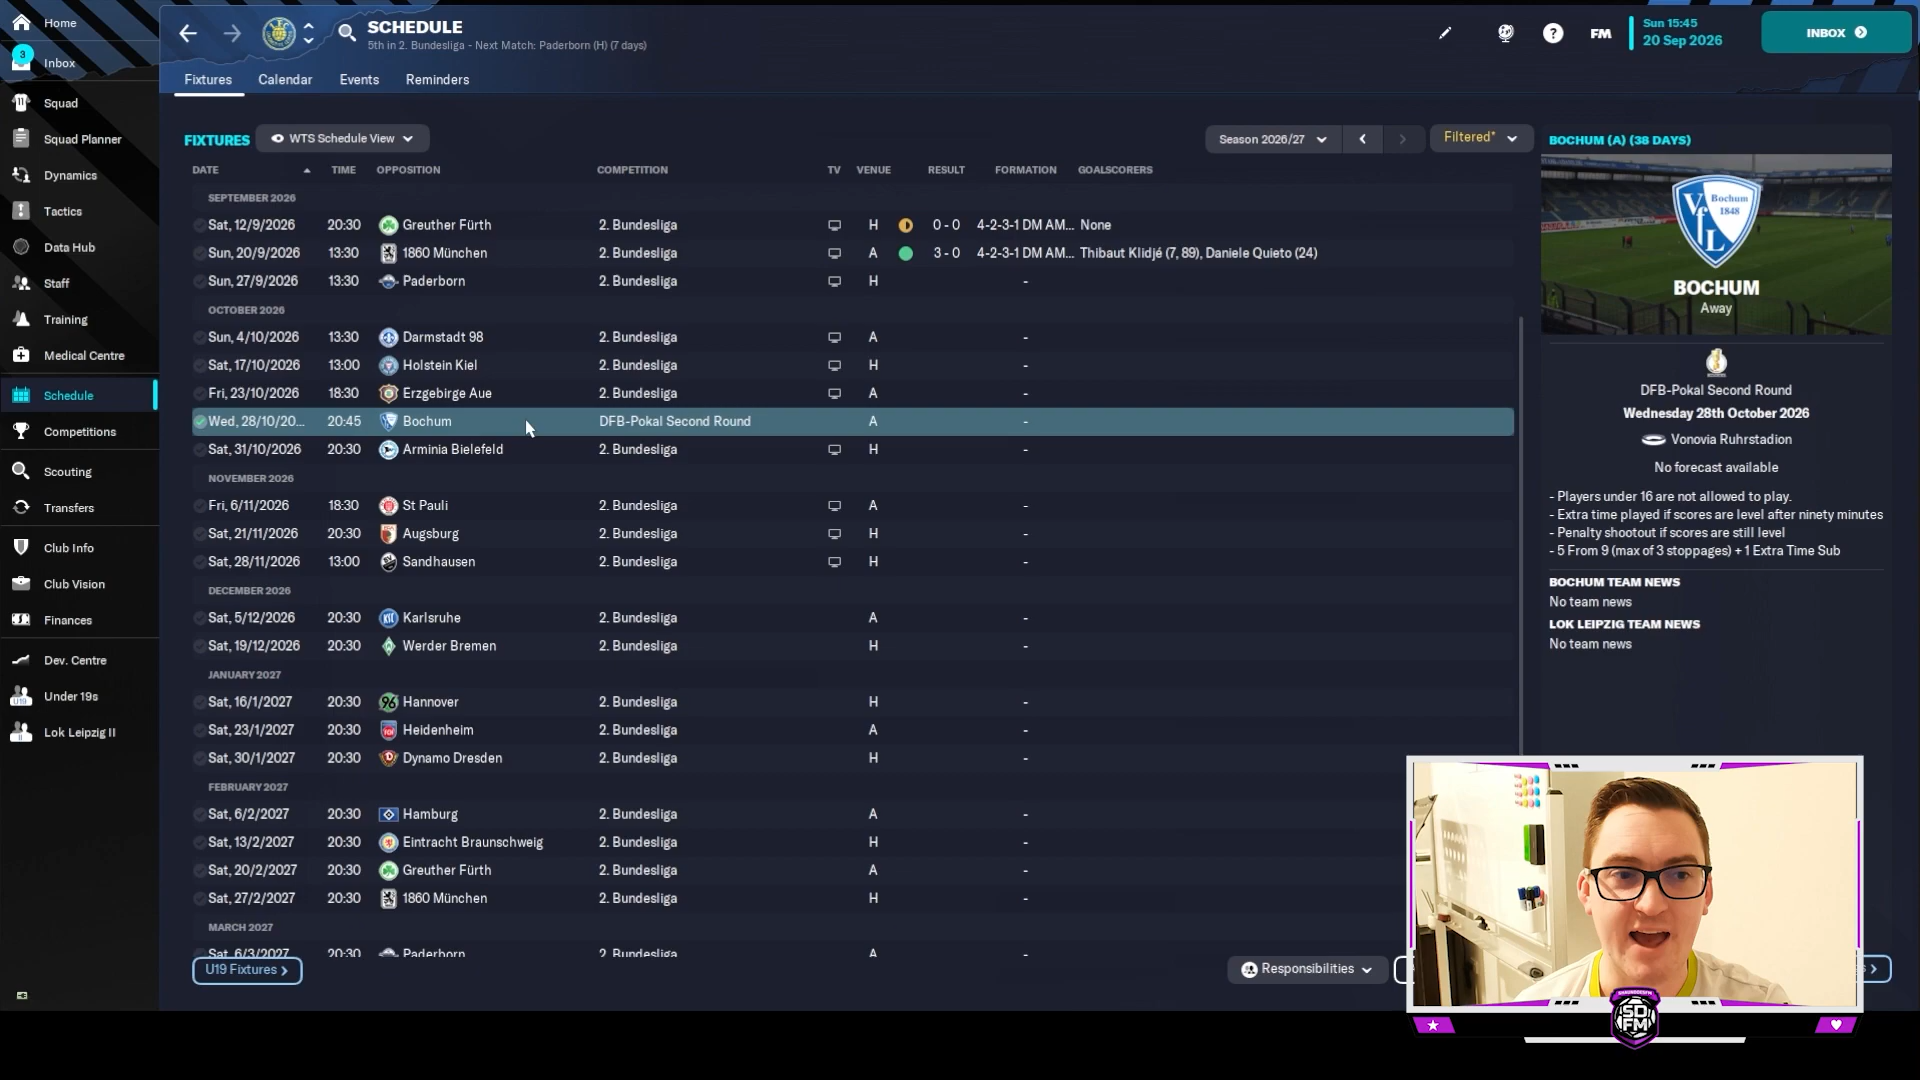 Home
SCHEDULE
5th in 2. Bundesliga - Next Match: Paderborn (H) (7 days)
FM
Sun 15:45
20 Sep 2026
INBOX
3
Inbox
Fixtures Calendar Events Reminders
Squad
Squad Planner
Dynamics
Tactics
Data Hub
Staff
Training
Medical Centre
Schedule
Competitions
Scouting
Transfers
Club Info
Club Vision
Finances
Dev. Centre
U19 Under 19s
II Lok Leipzig II
FIXTURES WTS Schedule View Season 2026/27 Filtered*
DATE TIME OPPOSITION COMPETITION TV VENUE RESULT FORMATION GOALSCORERS
SEPTEMBER 2026
Sat, 12/9/2026 20:30 Greuther Fürth 2. Bundesliga H 0 - 0 4-2-3-1 DM AM... None
Sun, 20/9/2026 13:30 1860 München 2. Bundesliga A 3 - 0 4-2-3-1 DM AM... Thibaut Klidjé (7, 89), Daniele Quieto (24)
Sun, 27/9/2026 13:30 Paderborn 2. Bundesliga H -
OCTOBER 2026
Sun, 4/10/2026 13:30 Darmstadt 98 2. Bundesliga A -
Sat, 17/10/2026 13:00 Holstein Kiel 2. Bundesliga H -
Fri, 23/10/2026 18:30 Erzgebirge Aue 2. Bundesliga A -
Wed, 28/10/20... 20:45 Bochum DFB-Pokal Second Round A -
Sat, 31/10/2026 20:30 Arminia Bielefeld 2. Bundesliga H -
NOVEMBER 2026
Fri, 6/11/2026 18:30 St Pauli 2. Bundesliga A -
Sat, 21/11/2026 20:30 Augsburg 2. Bundesliga H -
Sat, 28/11/2026 13:00 Sandhausen 2. Bundesliga H -
DECEMBER 2026
Sat, 5/12/2026 20:30 Karlsruhe 2. Bundesliga A -
Sat, 19/12/2026 20:30 Werder Bremen 2. Bundesliga H -
JANUARY 2027
Sat, 16/1/2027 20:30 Hannover 2. Bundesliga H -
Sat, 23/1/2027 20:30 Heidenheim 2. Bundesliga A -
Sat, 30/1/2027 20:30 Dynamo Dresden 2. Bundesliga H -
FEBRUARY 2027
Sat, 6/2/2027 20:30 Hamburg 2. Bundesliga A -
Sat, 13/2/2027 20:30 Eintracht Braunschweig 2. Bundesliga H -
Sat, 20/2/2027 20:30 Greuther Fürth 2. Bundesliga A -
Sat, 27/2/2027 20:30 1860 München 2. Bundesliga H -
MARCH 2027
Sat, 6/3/2027 20:30 Paderborn 2. Bundesliga A -
U19 Fixtures
Responsibilities
BOCHUM (A) (38 DAYS)
VfL Bochum 1848
BOCHUM
Away
DFB-Pokal Second Round
Wednesday 28th October 2026
Vonovia Ruhrstadion
No forecast available
- Players under 16 are not allowed to play.
- Extra time played if scores are level after ninety minutes
- Penalty shootout if scores are still level
- 5 From 9 (max of 3 stoppages) + 1 Extra Time Sub
BOCHUM TEAM NEWS
No team news
LOK LEIPZIG TEAM NEWS
No team news
SD
FM